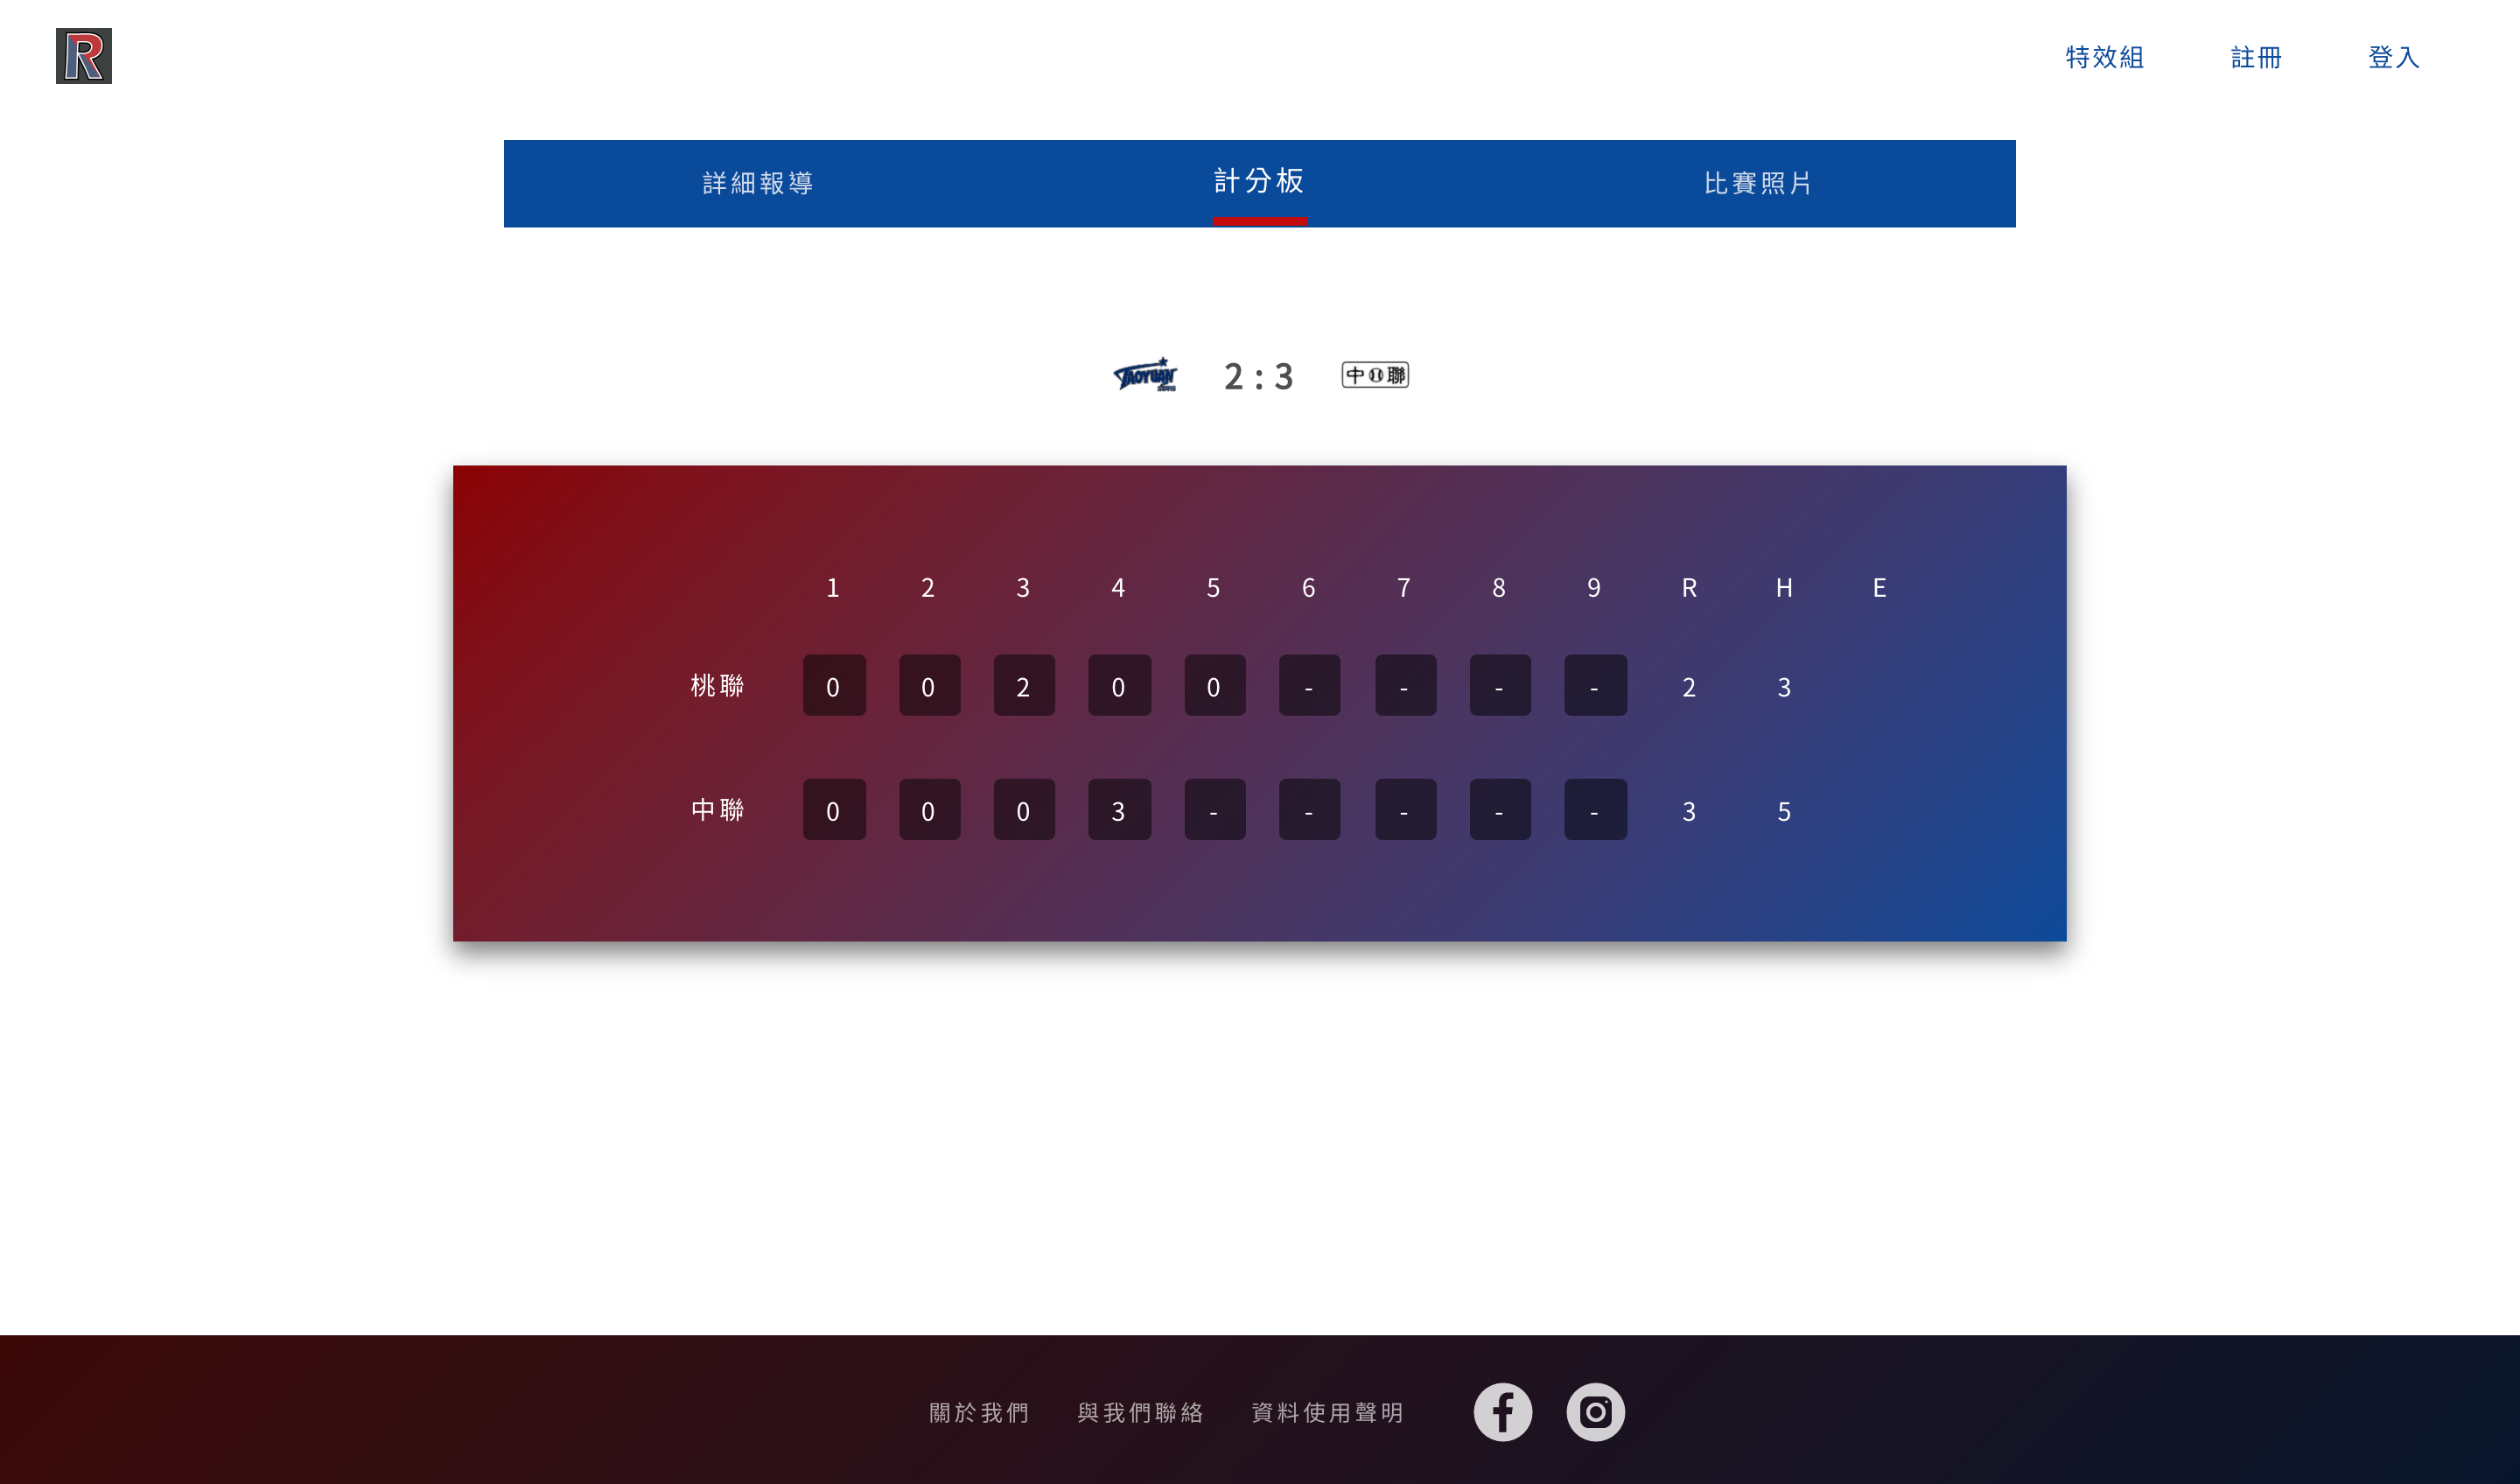 R
特效組 註冊 登入
詳細報導 計分板 比賽照片
TAOYUAN STARS 2 : 3 中聯
1 2 3 4 5 6 7 8 9 R H E
桃聯 0 0 2 0 0 - - - - 2 3
中聯 0 0 0 3 - - - - - 3 5
關於我們 與我們聯絡 資料使用聲明